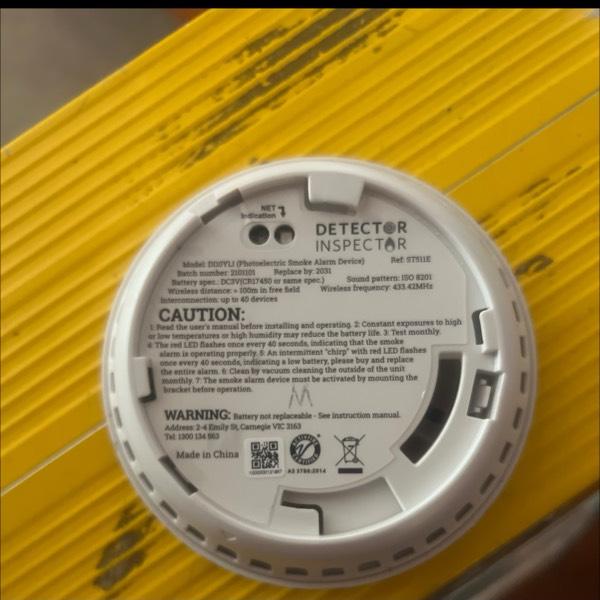 NET
Indication
DETECTOR
INSPECTOR
Model: DDSYL1 (Photoelectric Smoke Alarm Device) Ref: ST511E
Batch number: 2101101 Replace by: 2031
Battery spec.: DC3V(CR17450 or same spec.) Sound pattern: ISO 8201
Wireless distance: > 100m in free field Wireless frequency: 433.42MHz
Interconnection: up to 40 devices
CAUTION:
1: Read the user's manual before installing and operating. 2: Constant exposures to high
or low temperatures or high humidity may reduce the battery life. 3: Test monthly.
4: The red LED flashes once every 40 seconds, indicating that the smoke
alarm is operating properly. 5: An intermittent "chirp" with red LED flashes
once every 40 seconds, indicating a low battery, please buy and replace
the entire alarm. 6: Clean by vacuum cleaning the outside of the unit
monthly. 7: The smoke alarm device must be activated by mounting the
bracket before operation.
M
WARNING: Battery not replaceable - See instruction manual.
Address: 2-4 Emily St, Carnegie VIC 3163
Tel: 1300 134 563
Made in China
AS 3786:2014